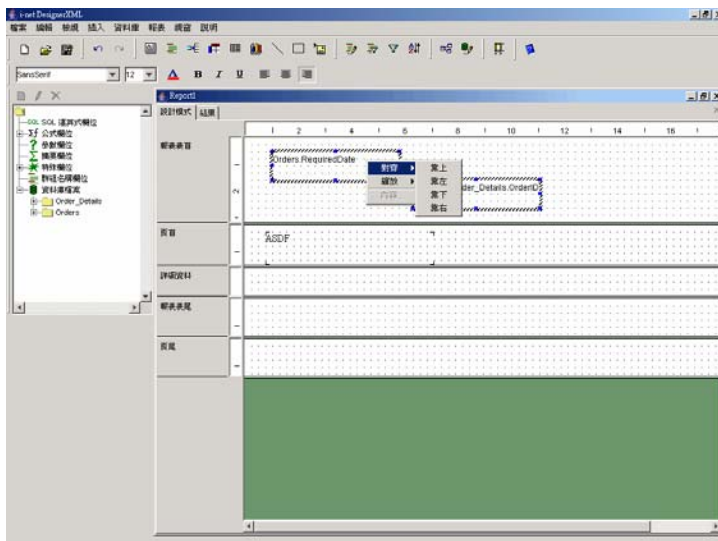 i-net DesignerXML
檔案 編輯 檢視 插入 資料庫 報表 視窗 說明
SansSerif 12 B I U
Report1
設計模式 結果
SQL SQL 運算式欄位
Σf 公式欄位
? 參數欄位
Σ 摘要欄位
特殊欄位
群組名稱欄位
資料庫檔案
Order_Details
Orders
2 4 6 8 10 12 14 16
報表表首
Orders.RequiredDate
對齊 靠上
縮放 靠左
內容 靠下
靠右
der_Details.OrderID
2
頁首
ASDF
詳細資料
報表表尾
頁尾